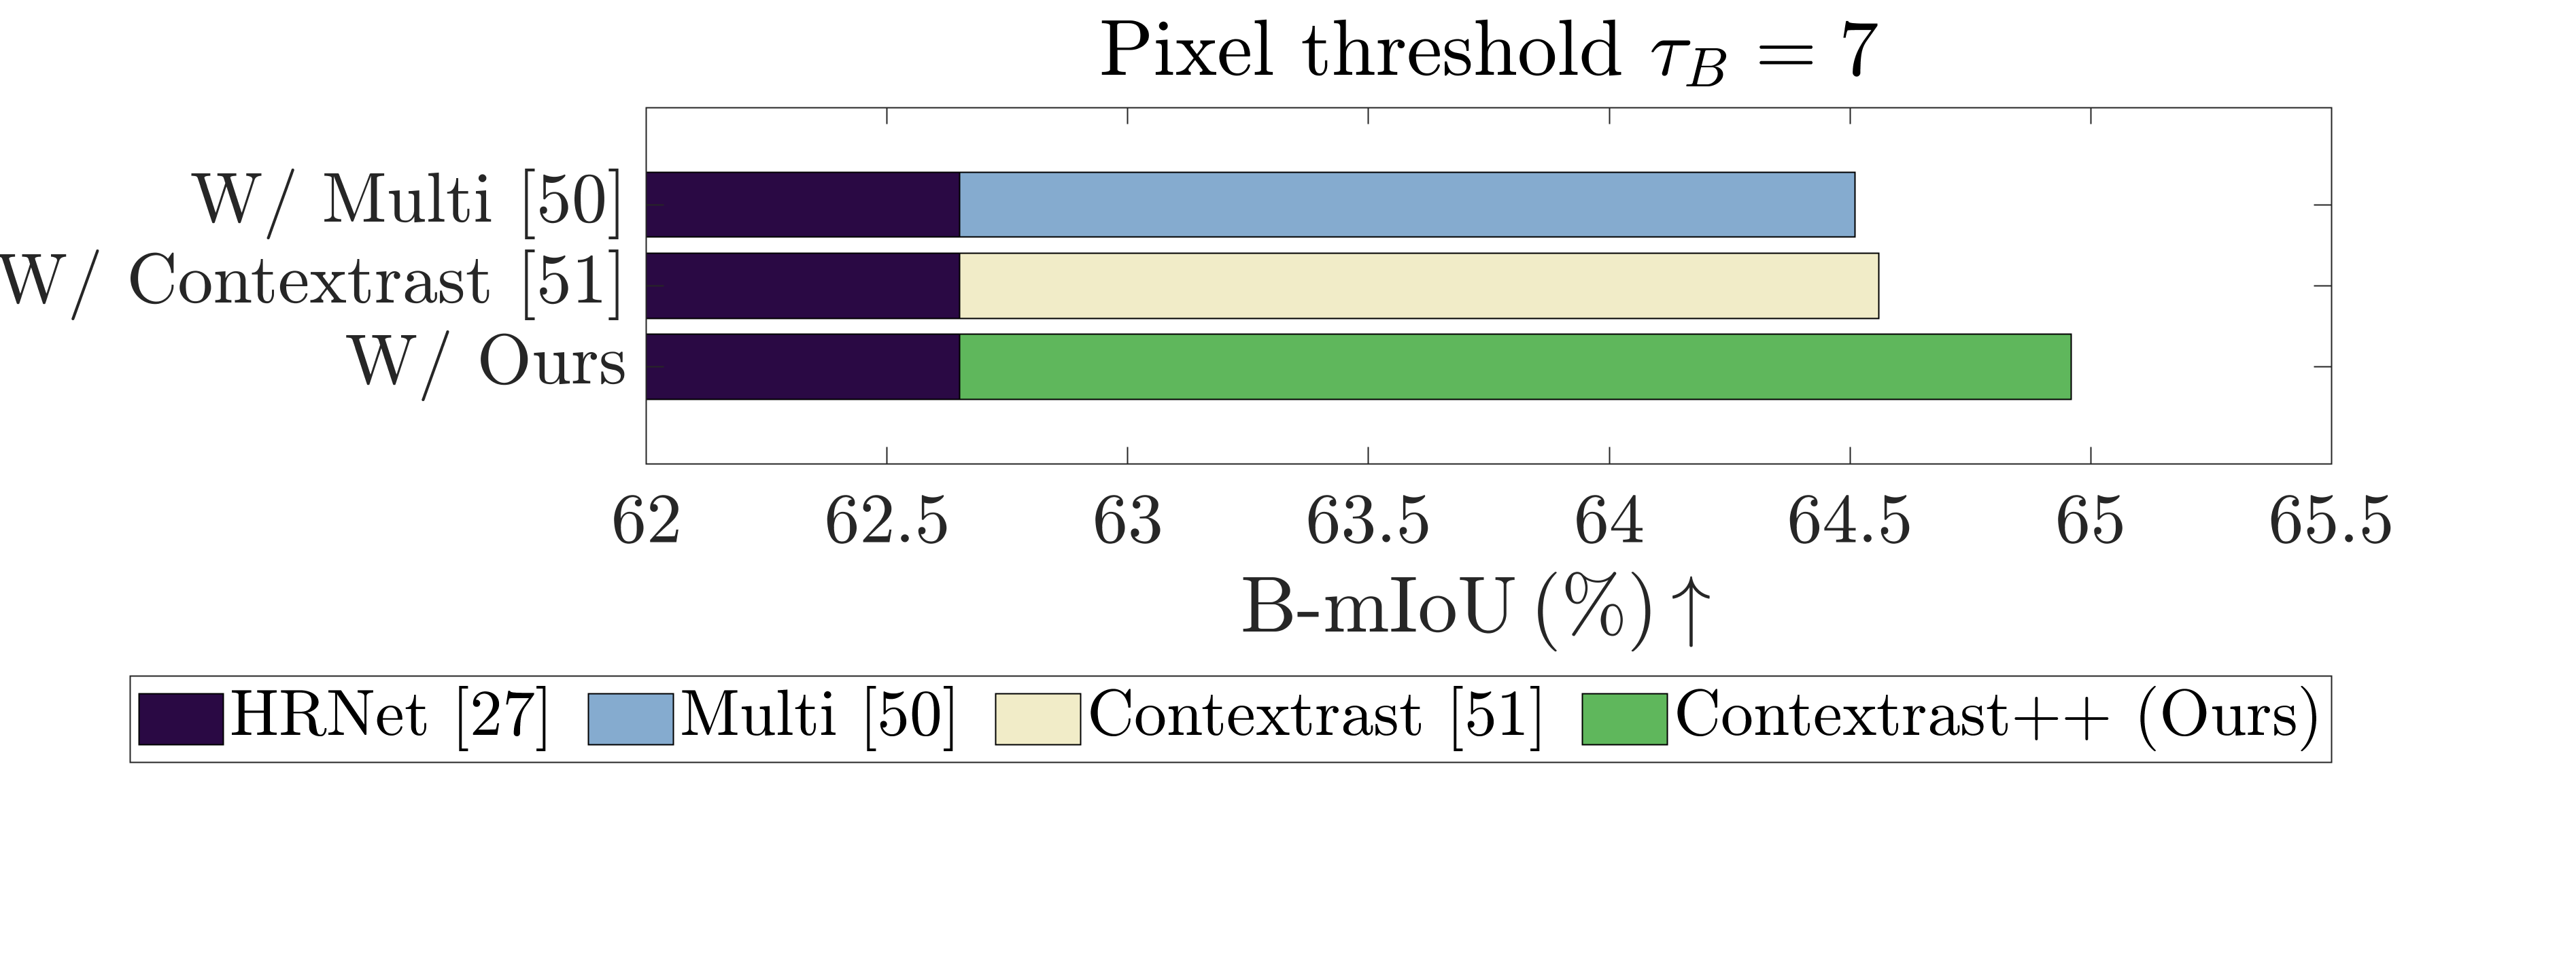 Pixel threshold τ_B = 7
W/ Multi [50]
W/ Contextrast [51]
W/ Ours
62 62.5 63 63.5 64 64.5 65 65.5
B-mIoU (%) ↑
HRNet [27] Multi [50] Contextrast [51] Contextrast++ (Ours)